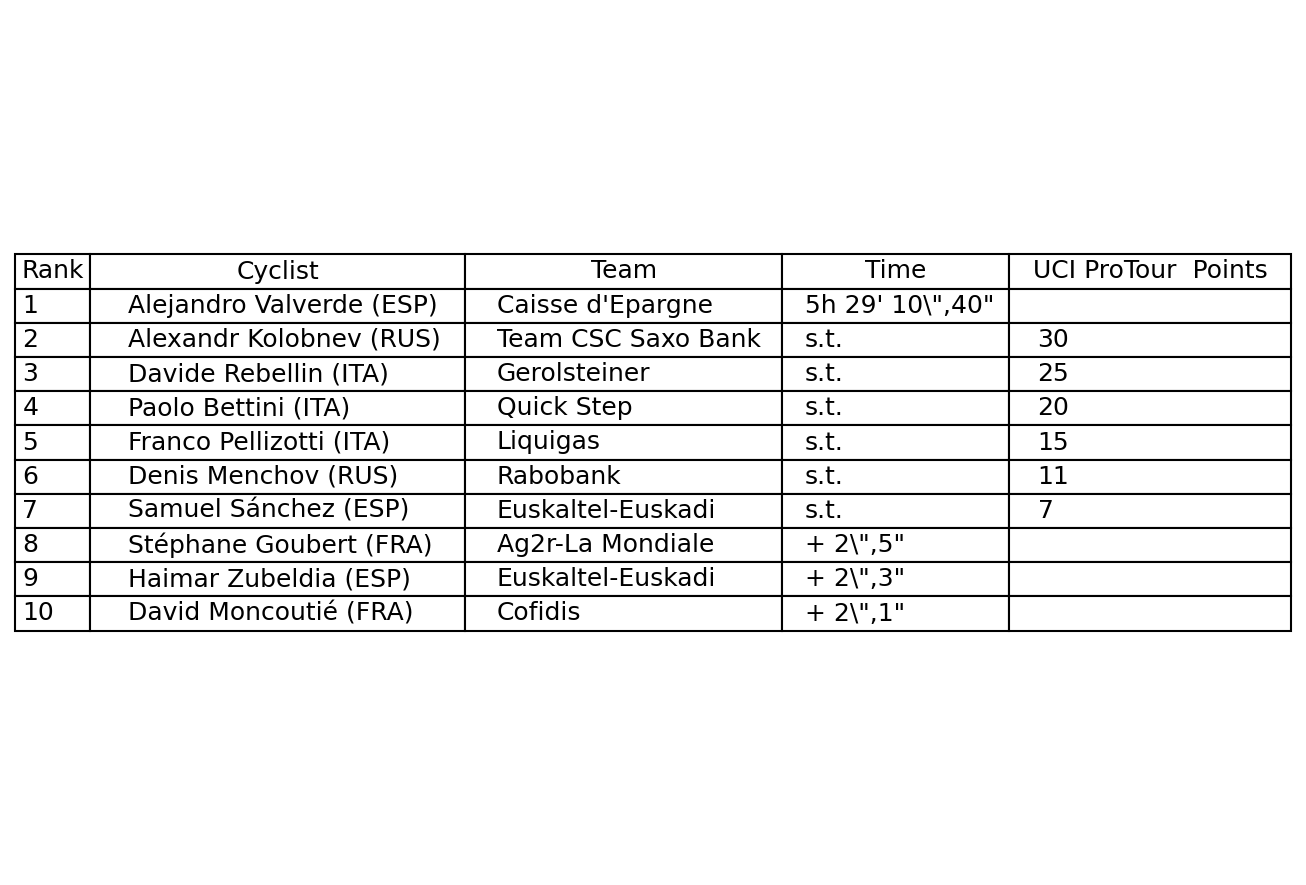 Rank Cyclist Team Time UCI ProTour  Points
1 Alejandro Valverde (ESP) Caisse d'Epargne 5h 29' 10\",40"
2 Alexandr Kolobnev (RUS) Team CSC Saxo Bank s.t. 30
3 Davide Rebellin (ITA) Gerolsteiner s.t. 25
4 Paolo Bettini (ITA) Quick Step s.t. 20
5 Franco Pellizotti (ITA) Liquigas s.t. 15
6 Denis Menchov (RUS) Rabobank s.t. 11
7 Samuel Sánchez (ESP) Euskaltel-Euskadi s.t. 7
8 Stéphane Goubert (FRA) Ag2r-La Mondiale + 2\",5"
9 Haimar Zubeldia (ESP) Euskaltel-Euskadi + 2\",3"
10 David Moncoutié (FRA) Cofidis + 2\",1"